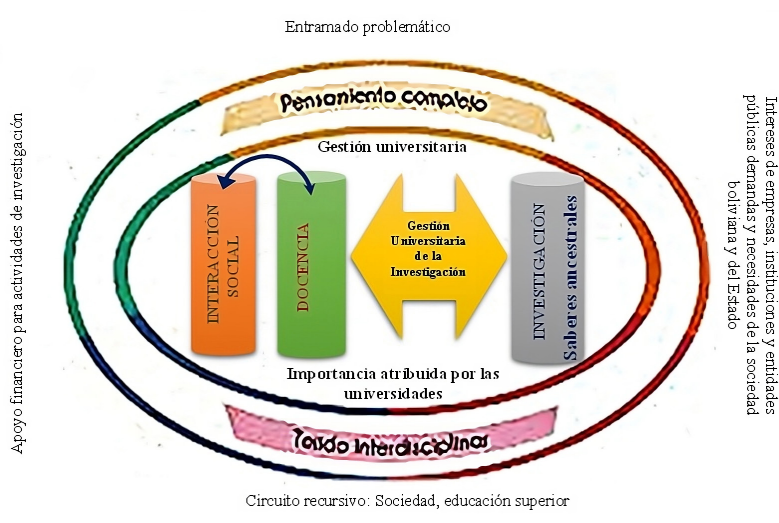 Entramado problemático
Pensamiento complejo
Gestión universitaria
Apoyo financiero para actividades de investigación
INTERACCION
SOCIAL
DOCENCIA
Gestión
Universitaria
de la
Investigación
INVESTIGACIÓN
Saberes ancestrales
Intereses de empresas, instituciones y entidades
públicas demandas y necesidades de la sociedad
boliviana y del Estado
Importancia atribuida por las
universidades
Interdisciplinar
Circuito recursivo: Sociedad, educación superior